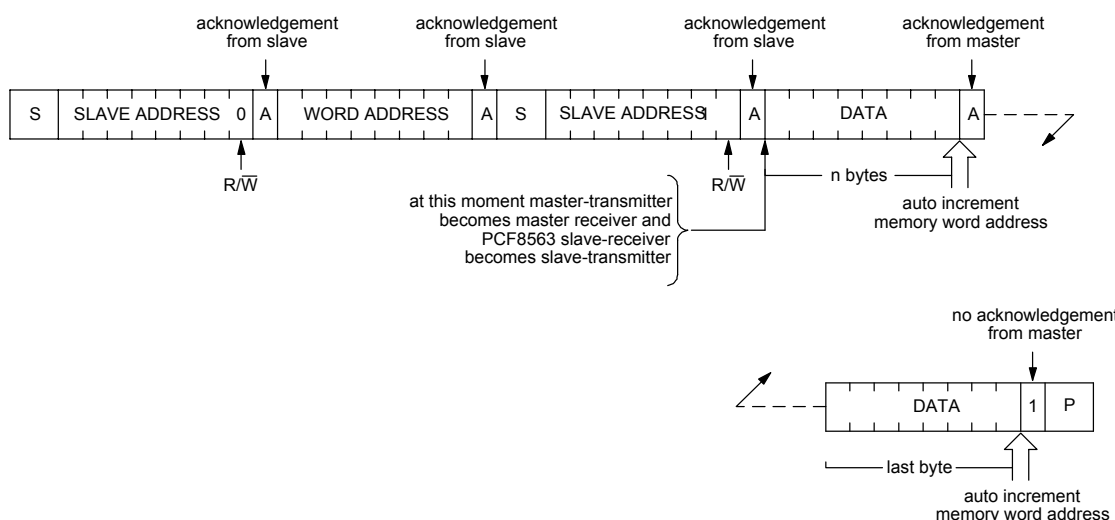 acknowledgement
from slave
acknowledgement
from slave
acknowledgement
from slave
acknowledgement
from master
S SLAVE ADDRESS 0 A WORD ADDRESS A S SLAVE ADDRESS 1 A DATA A
R/W̅
R/W̅
n bytes
auto increment
memory word address
at this moment master-transmitter
becomes master receiver and
PCF8563 slave-receiver
becomes slave-transmitter
no acknowledgement
from master
DATA 1 P
last byte
auto increment
memory word address